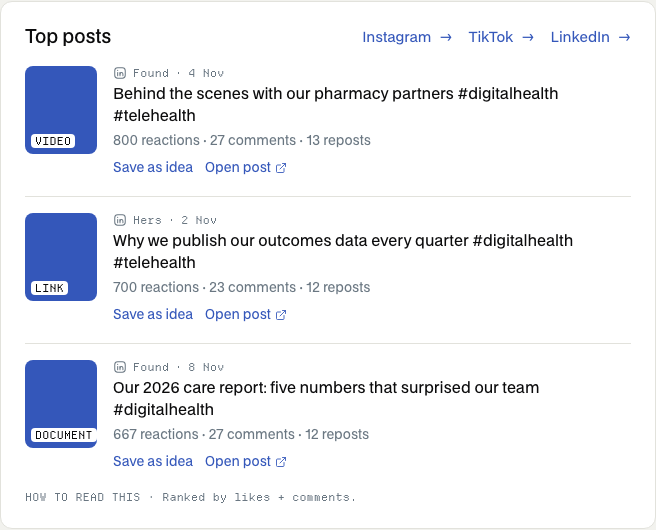 Top posts
Instagram → TikTok → LinkedIn →
in Found · 4 Nov
Behind the scenes with our pharmacy partners #digitalhealth
#telehealth
VIDEO
800 reactions · 27 comments · 13 reposts
Save as idea Open post
in Hers · 2 Nov
Why we publish our outcomes data every quarter #digitalhealth
#telehealth
LINK
700 reactions · 23 comments · 12 reposts
Save as idea Open post
in Found · 8 Nov
Our 2026 care report: five numbers that surprised our team
#digitalhealth
DOCUMENT
667 reactions · 27 comments · 12 reposts
Save as idea Open post
HOW TO READ THIS · Ranked by likes + comments.